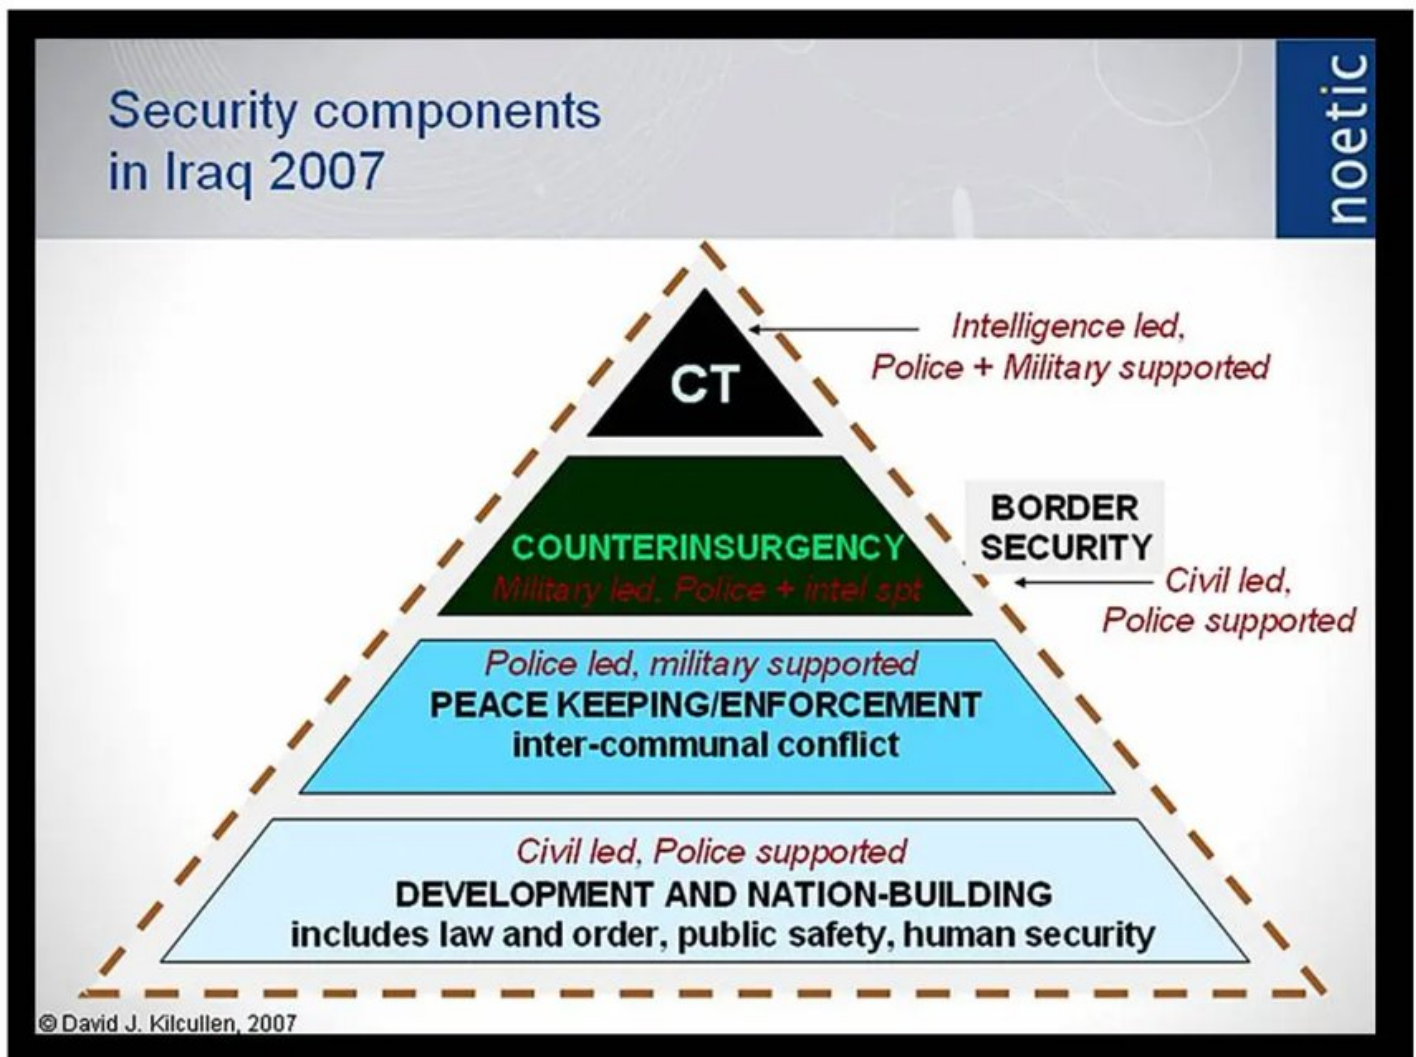 Security components
in Iraq 2007
noetic
CT
Intelligence led,
Police + Military supported
BORDER
SECURITY
Civil led,
Police supported
COUNTERINSURGENCY
Military led, Police + intel spt
Police led, military supported
PEACE KEEPING/ENFORCEMENT
inter-communal conflict
Civil led, Police supported
DEVELOPMENT AND NATION-BUILDING
includes law and order, public safety, human security
© David J. Kilcullen, 2007